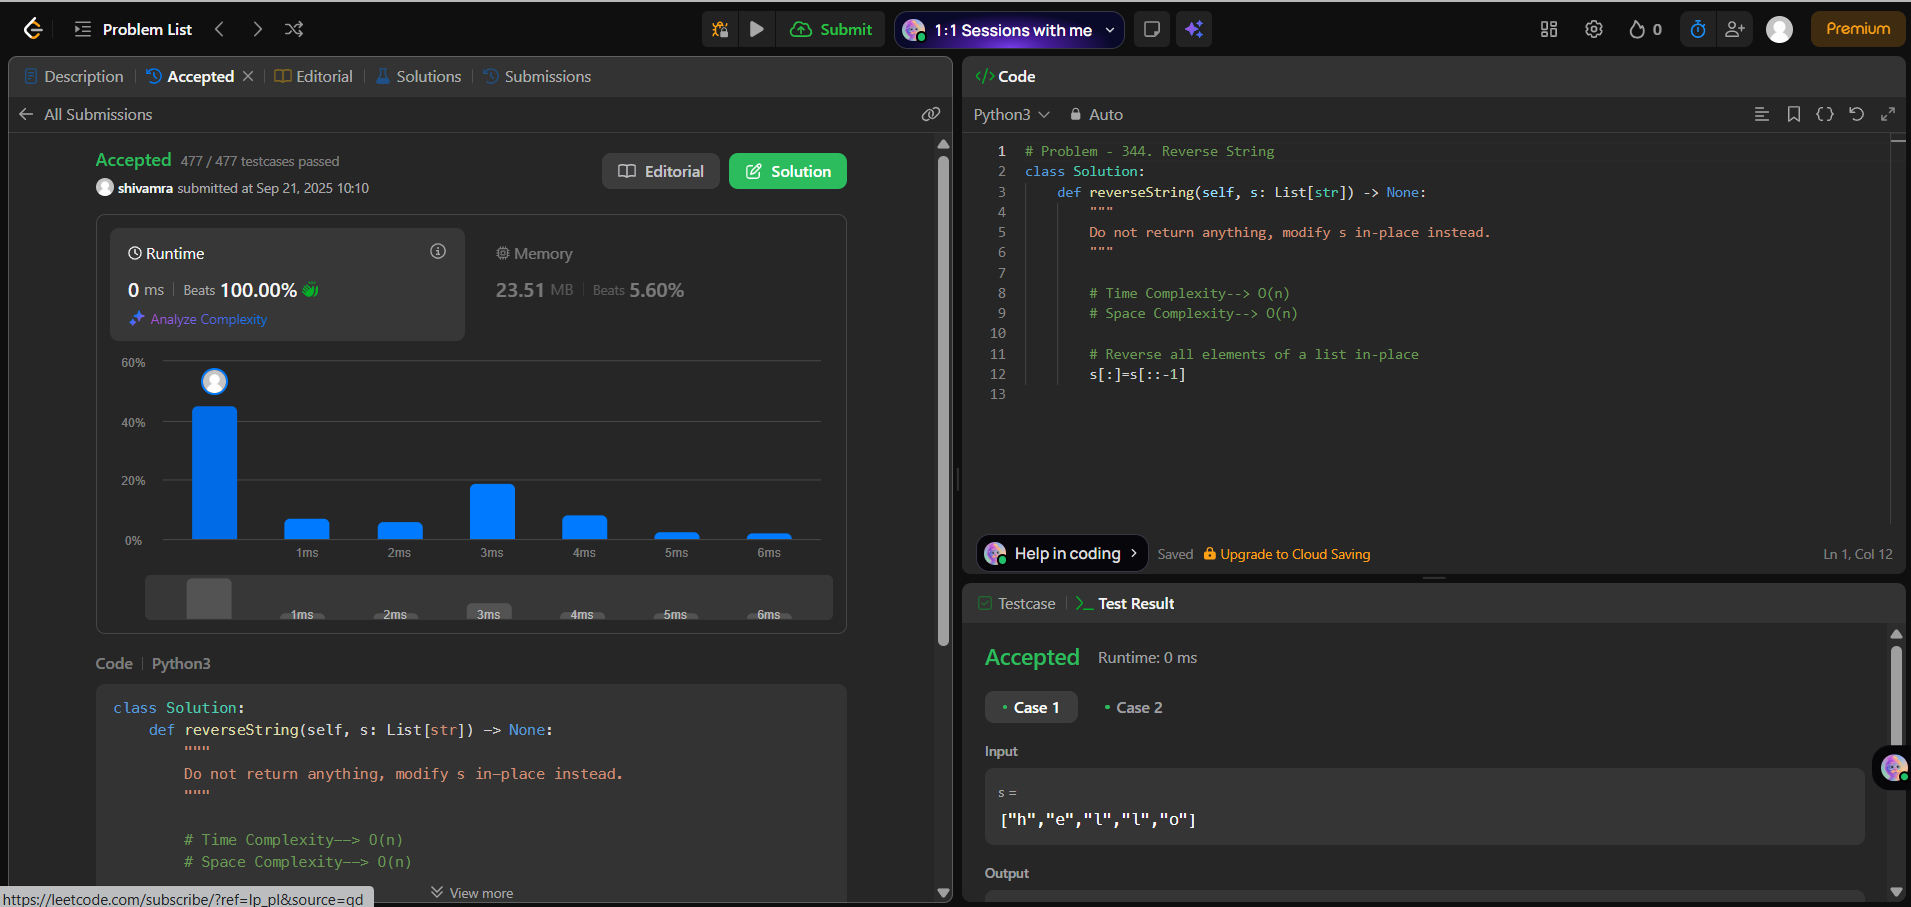 Problem List
Submit
1:1 Sessions with me
0
Premium
Description
Accepted
Editorial
Solutions
Submissions
All Submissions
Accepted 477 / 477 testcases passed
shivamra submitted at Sep 21, 2025 10:10
Editorial
Solution
Runtime
0 ms Beats 100.00%
Analyze Complexity
Memory
23.51 MB Beats 5.60%
60%
40%
20%
0%
1ms 2ms 3ms 4ms 5ms 6ms
1ms 2ms 3ms 4ms 5ms 6ms
Code Python3
class Solution:
def reverseString(self, s: List[str]) -> None:
"""
Do not return anything, modify s in-place instead.
"""
# Time Complexity--> O(n)
# Space Complexity--> O(n)
View more
https://leetcode.com/subscribe/?ref=lp_pl&source=qd
</> Code
Python3
Auto
1 # Problem - 344. Reverse String
2 class Solution:
3 def reverseString(self, s: List[str]) -> None:
4 """
5 Do not return anything, modify s in-place instead.
6 """
7
8 # Time Complexity--> O(n)
9 # Space Complexity--> O(n)
10
11 # Reverse all elements of a list in-place
12 s[:]=s[::-1]
13
Help in coding
Saved
Upgrade to Cloud Saving
Ln 1, Col 12
Testcase
Test Result
Accepted Runtime: 0 ms
Case 1
Case 2
Input
s =
["h","e","l","l","o"]
Output